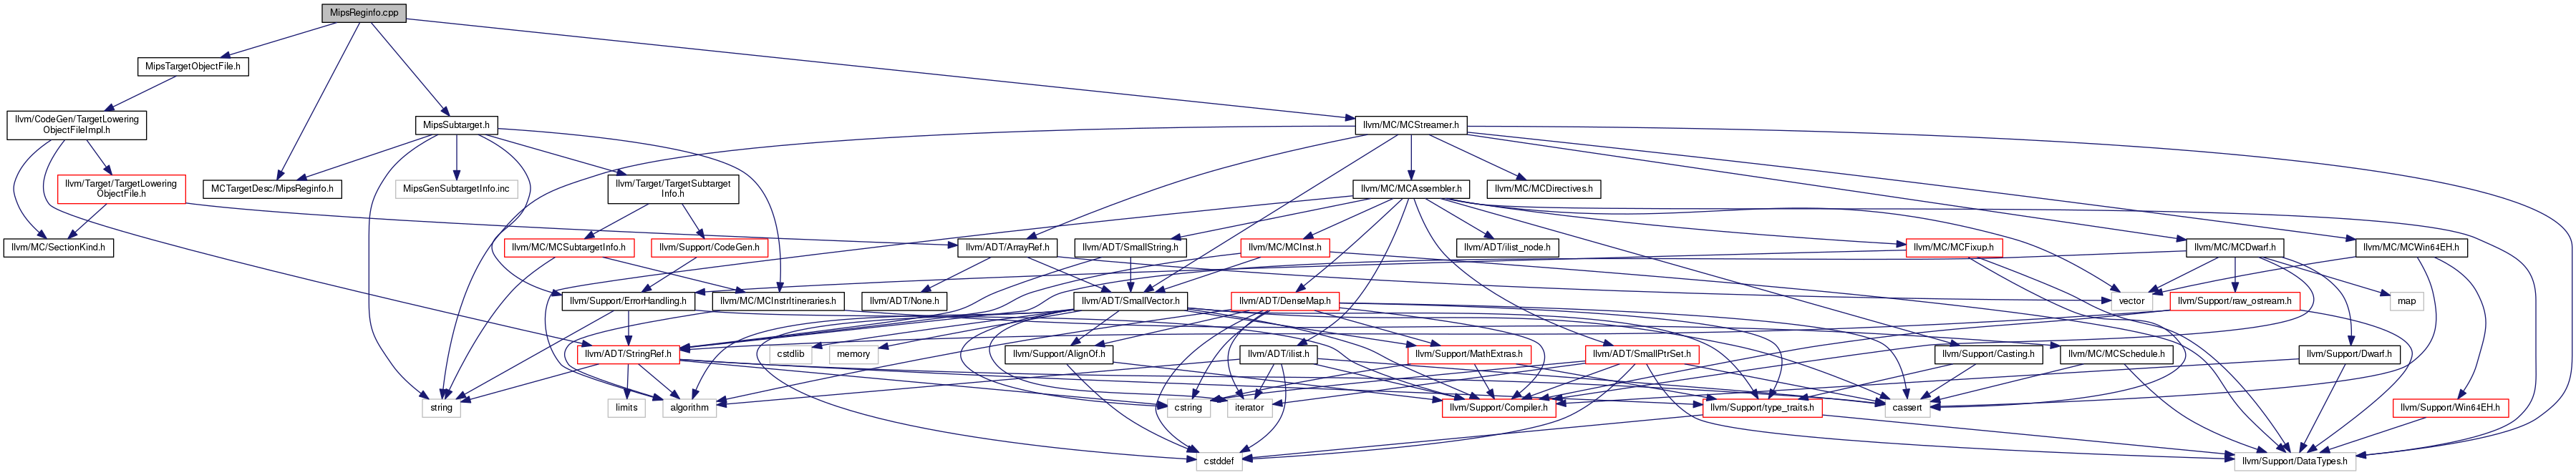 MipsReginfo.cpp
MipsTargetObjectFile.h
llvm/CodeGen/TargetLowering
ObjectFileImpl.h
MipsSubtarget.h
llvm/MC/MCStreamer.h
llvm/Target/TargetLowering
ObjectFile.h
MCTargetDesc/MipsReginfo.h
MipsGenSubtargetInfo.inc
llvm/Target/TargetSubtarget
Info.h
llvm/MC/MCAssembler.h
llvm/MC/MCDirectives.h
llvm/MC/SectionKind.h
llvm/MC/MCSubtargetInfo.h
llvm/Support/CodeGen.h
llvm/ADT/ArrayRef.h
llvm/ADT/SmallString.h
llvm/MC/MCInst.h
llvm/ADT/ilist_node.h
llvm/MC/MCFixup.h
llvm/MC/MCDwarf.h
llvm/MC/MCWin64EH.h
llvm/Support/ErrorHandling.h
llvm/MC/MCInstrItineraries.h
llvm/ADT/None.h
llvm/ADT/SmallVector.h
llvm/ADT/DenseMap.h
vector
llvm/Support/raw_ostream.h
map
llvm/ADT/StringRef.h
cstdlib
memory
llvm/Support/AlignOf.h
llvm/ADT/ilist.h
llvm/Support/MathExtras.h
llvm/ADT/SmallPtrSet.h
llvm/Support/Casting.h
llvm/MC/MCSchedule.h
llvm/Support/Dwarf.h
string
limits
algorithm
cstring
iterator
llvm/Support/Compiler.h
llvm/Support/type_traits.h
cassert
llvm/Support/Win64EH.h
cstddef
llvm/Support/DataTypes.h